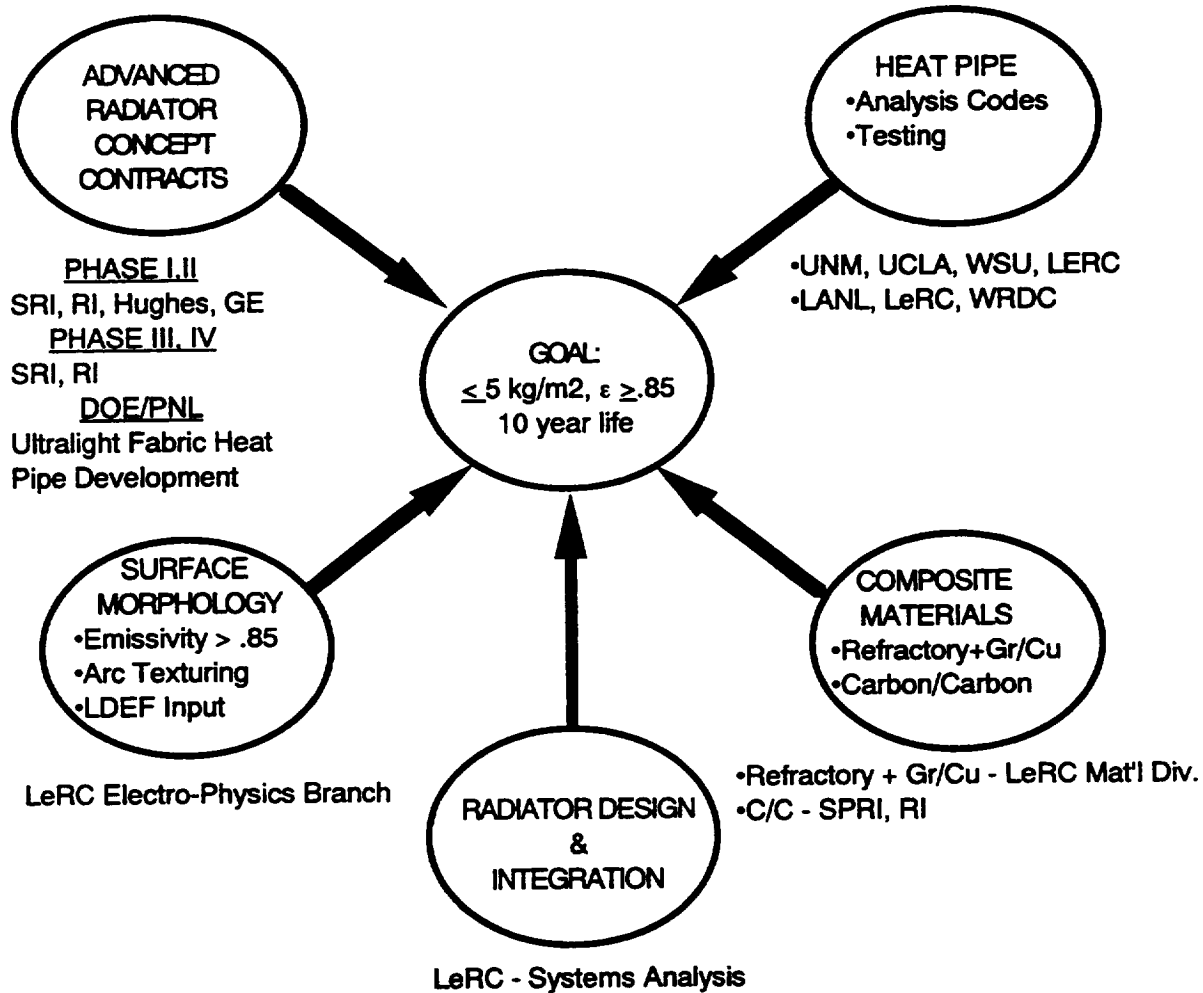 ADVANCED
RADIATOR
CONCEPT
CONTRACTS
PHASE I,II
SRI, RI, Hughes, GE
PHASE III, IV
SRI, RI
DOE/PNL
Ultralight Fabric Heat
Pipe Development
HEAT PIPE
•Analysis Codes
•Testing
•UNM, UCLA, WSU, LERC
•LANL, LeRC, WRDC
GOAL:
≤ 5 kg/m2, ε ≥.85
10 year life
SURFACE
MORPHOLOGY
•Emissivity > .85
•Arc Texturing
•LDEF Input
LeRC Electro-Physics Branch
RADIATOR DESIGN
&
INTEGRATION
LeRC - Systems Analysis
COMPOSITE
MATERIALS
•Refractory+Gr/Cu
•Carbon/Carbon
•Refractory + Gr/Cu - LeRC Mat'l Div.
•C/C - SPRI, RI